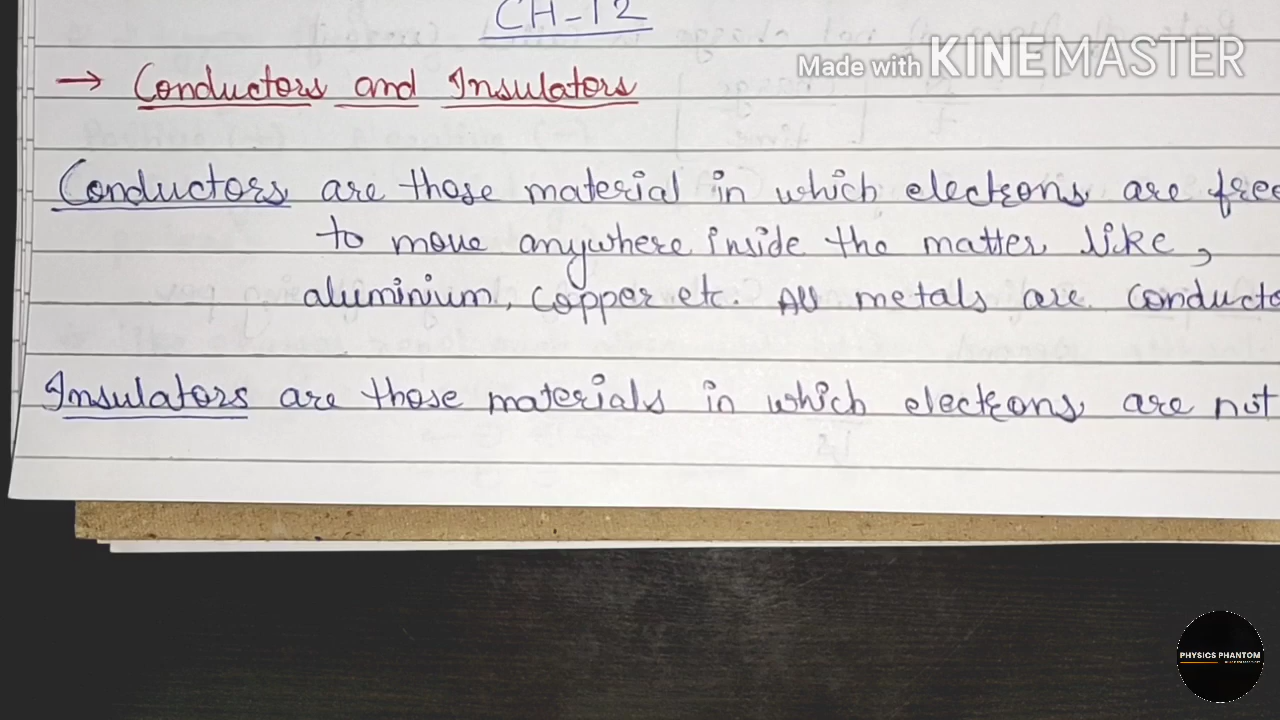 CH-12
Made with KINEMASTER
→ Conductors and Insulators
Conductors are those material in which electrons are free
to move anywhere inside the matter like,
aluminium, copper etc. All metals are conducto
Insulators are those materials in which electrons are not
PHYSICS PHANTOM